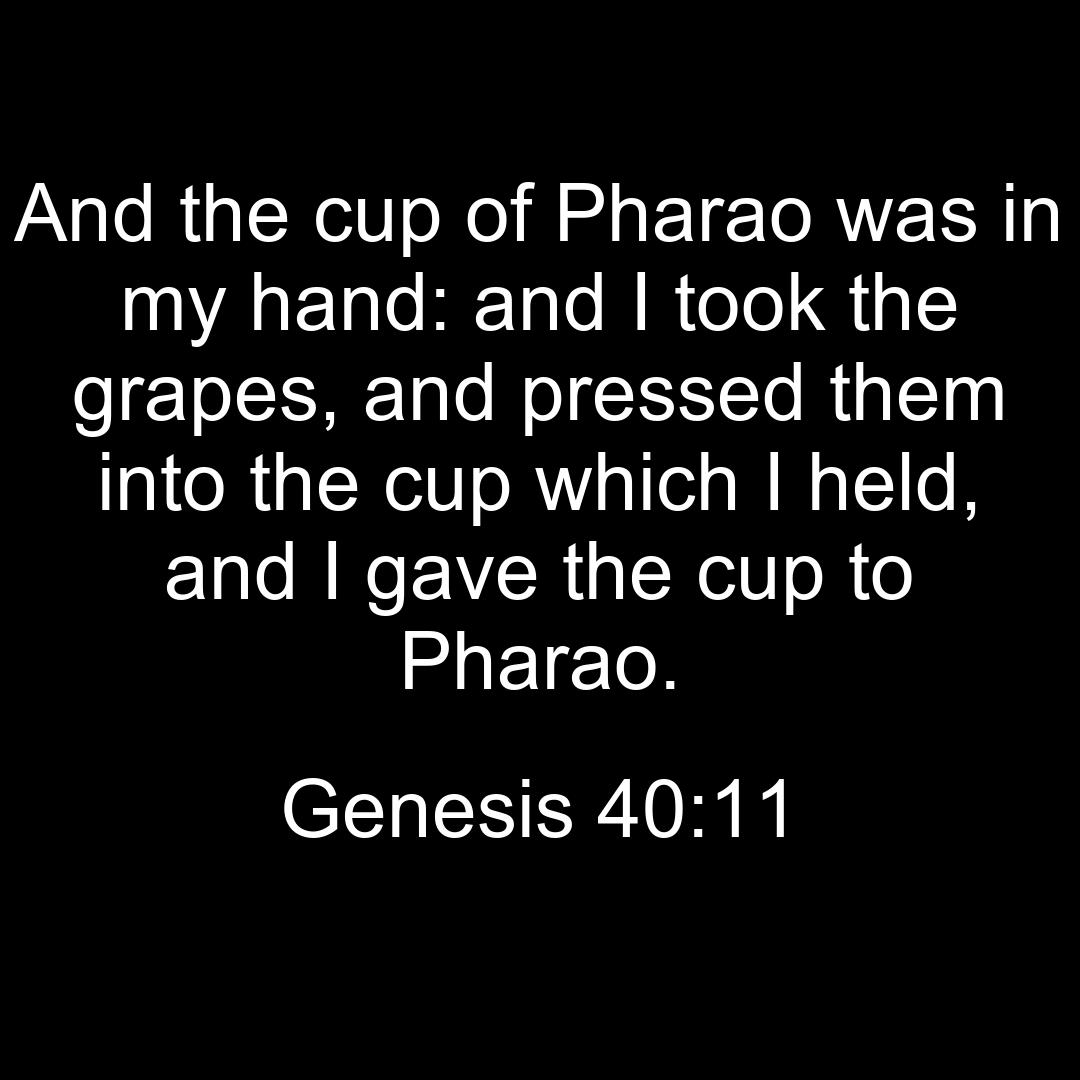 And the cup of Pharao was in
my hand: and I took the
grapes, and pressed them
into the cup which I held,
and I gave the cup to
Pharao.
Genesis 40:11